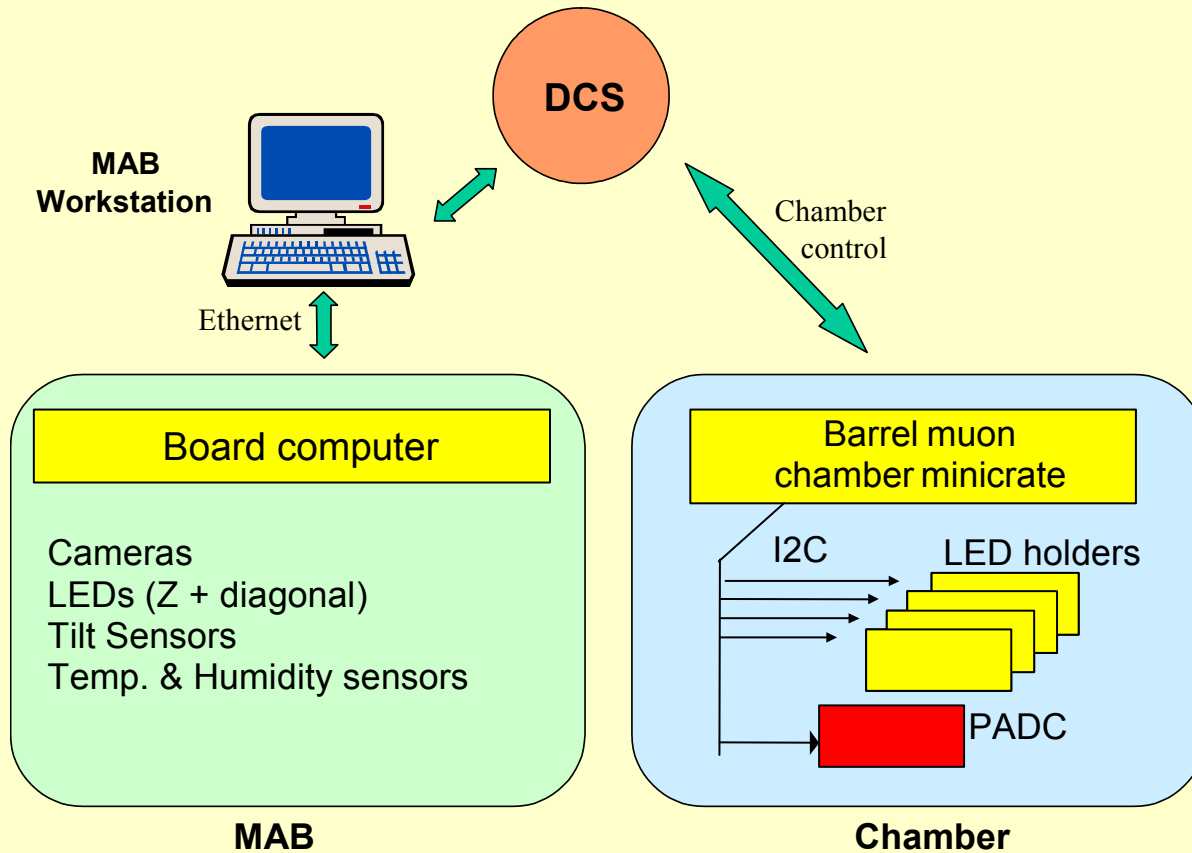 DCS
MAB
Workstation
Chamber
control
Ethernet
Board computer
Cameras
LEDs (Z + diagonal)
Tilt Sensors
Temp. & Humidity sensors
MAB
Barrel muon
chamber minicrate
I2C
LED holders
PADC
Chamber